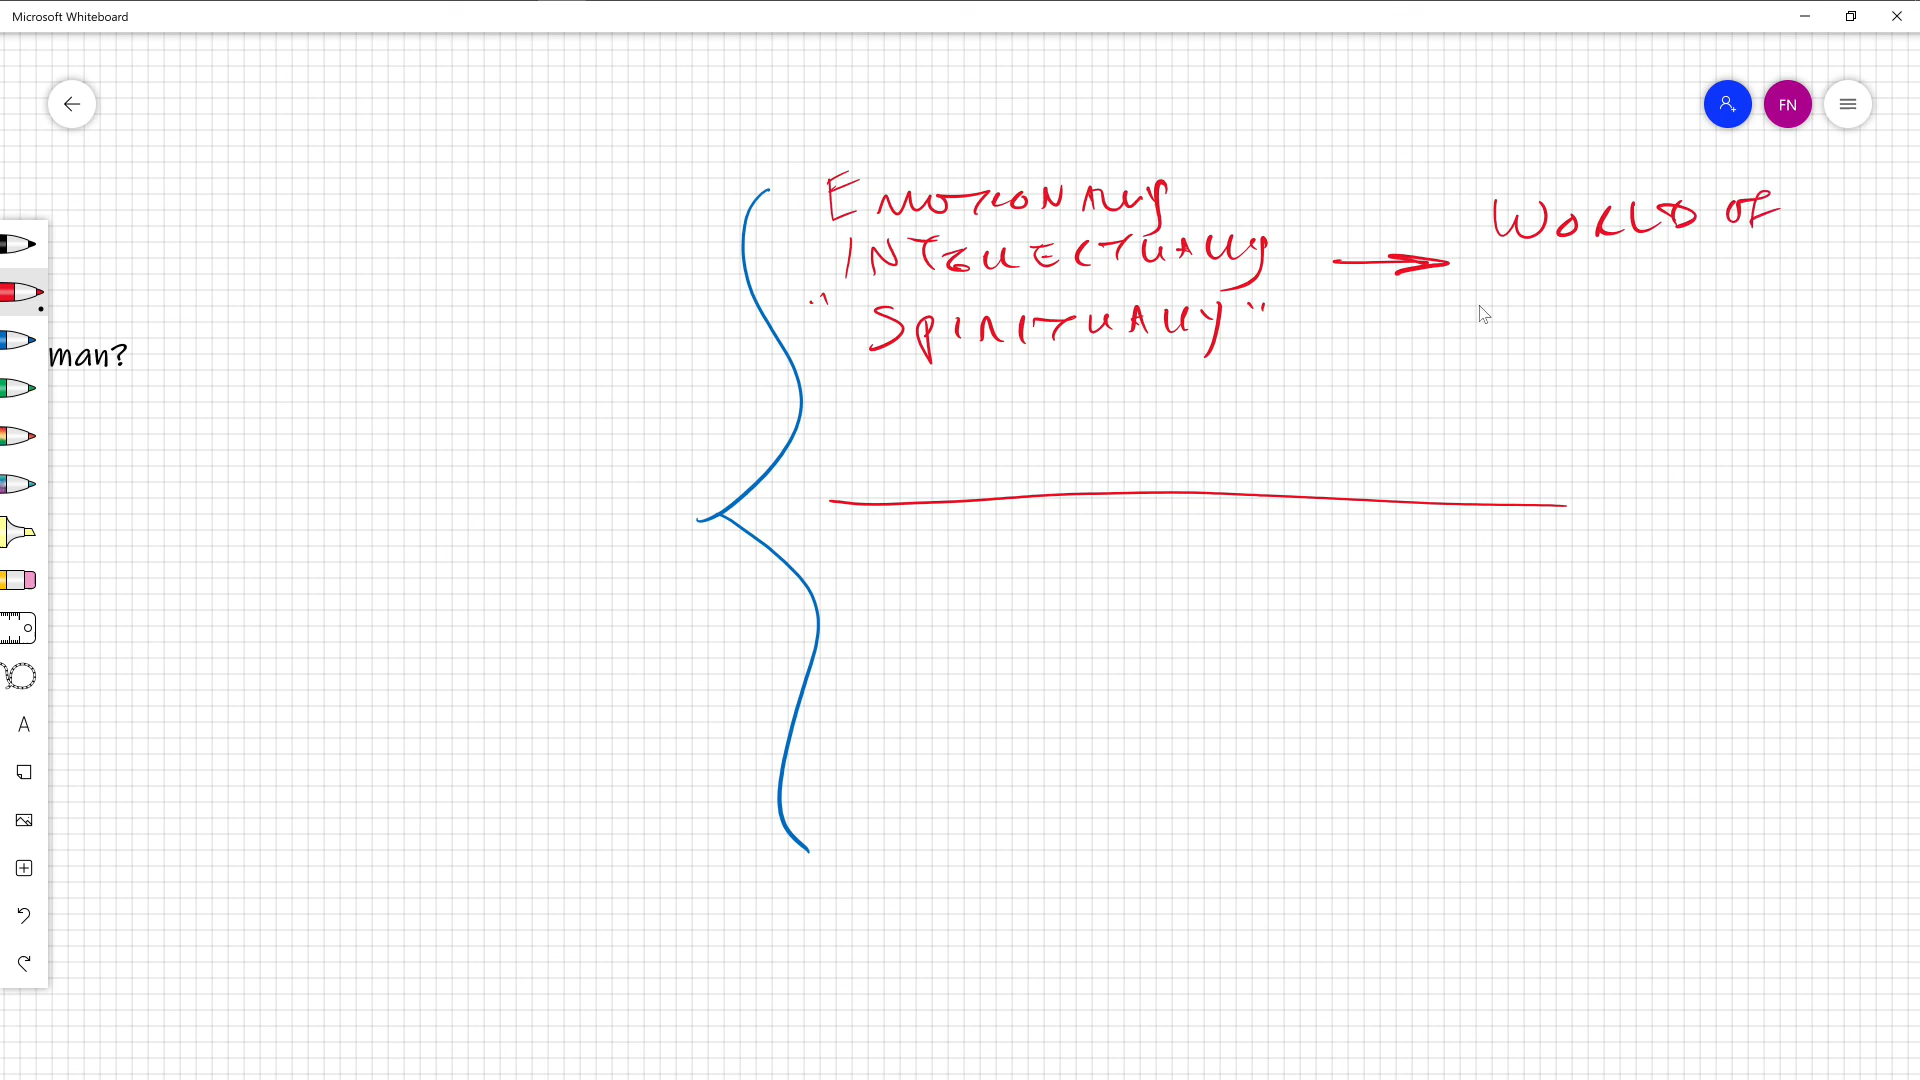 Microsoft Whiteboard
FN
EMOTIONALLY
INTELLECTUALLY
"SPIRITUALLY"
WORLD OF
man?
A